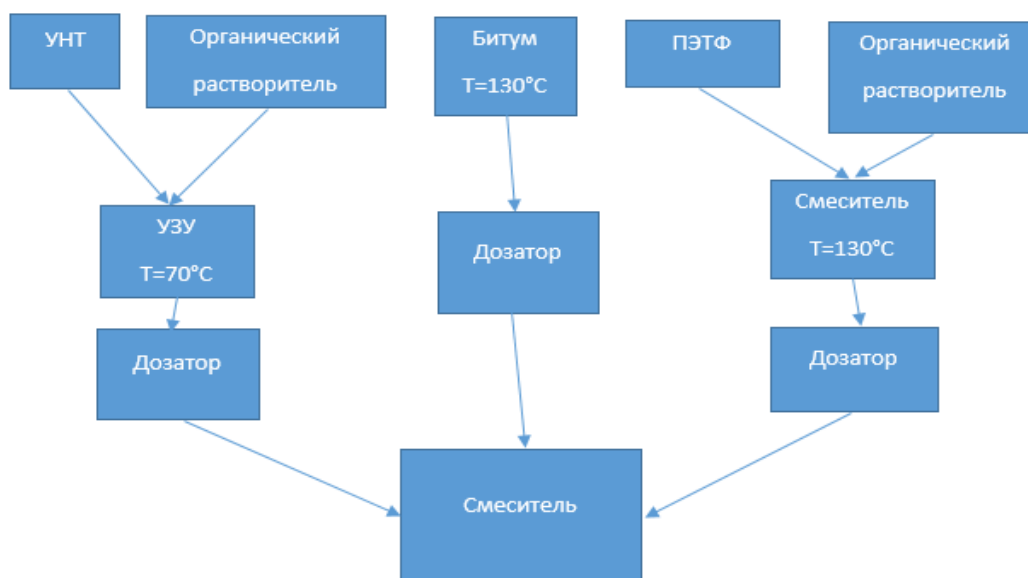 УНТ
Органический
растворитель
Битум
Т=130°С
ПЭТФ
Органический
растворитель
УЗУ
Т=70°С
Дозатор
Смеситель
Т=130°С
Дозатор
Дозатор
Смеситель